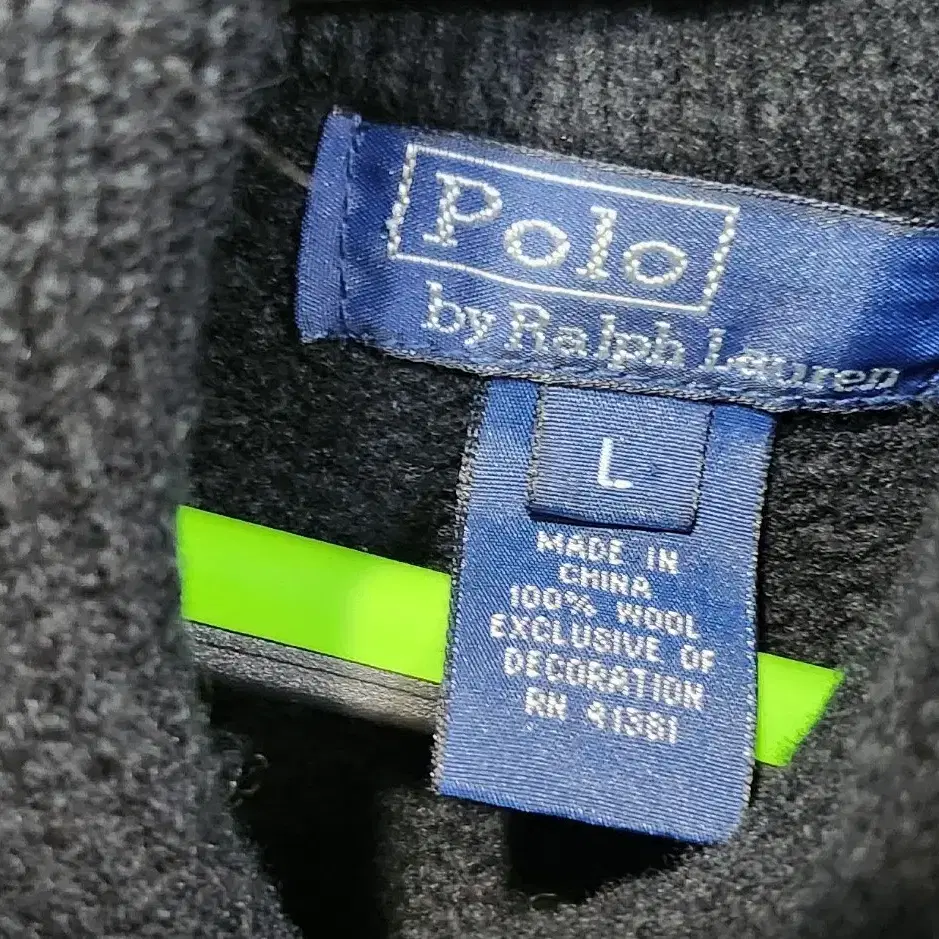 Polo
by Ralph Lauren
L
MADE IN
CHINA
100% WOOL
EXCLUSIVE OF
DECORATION
RN 41381